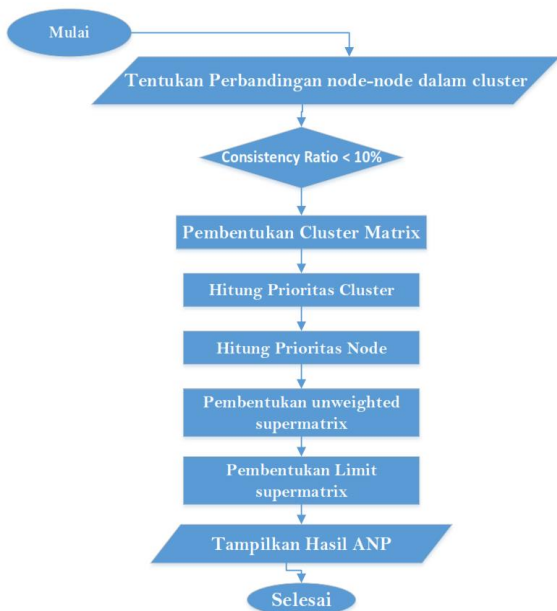 Mulai
Tentukan Perbandingan node-node dalam cluster
Consistency Ratio < 10%
Pembentukan Cluster Matrix
Hitung Prioritas Cluster
Hitung Prioritas Node
Pembentukan unweighted
supermatrix
Pembentukan Limit
supermatrix
Tampilkan Hasil ANP
Selesai